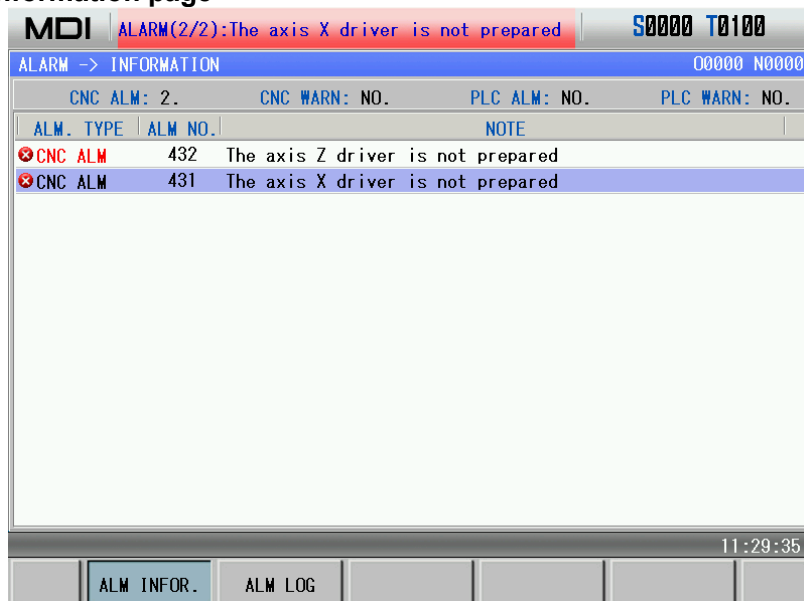 MDI ALARM(2/2):The axis X driver is not prepared S0000 T0100
ALARM -> INFORMATION O0000 N0000
CNC ALM: 2. CNC WARN: NO. PLC ALM: NO. PLC WARN: NO.
ALM. TYPE ALM NO. NOTE
CNC ALM 432 The axis Z driver is not prepared
CNC ALM 431 The axis X driver is not prepared
11:29:35
ALM INFOR. ALM LOG